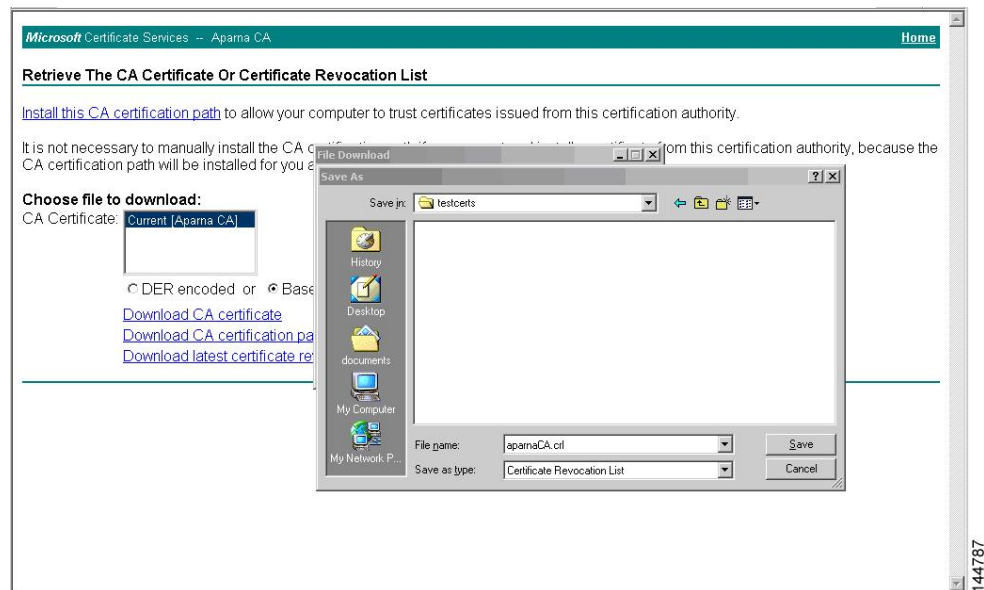 Microsoft Certificate Services -- Aparna CA
Home
Retrieve The CA Certificate Or Certificate Revocation List
Install this CA certification path to allow your computer to trust certificates issued from this certification authority.
It is not necessary to manually install the CA
from this certification authority, because the
CA certification path will be installed for you
Choose file to download:
CA Certificate:
Current [Aparna CA]
DER encoded or Base
Download CA certificate
Download CA certification pa
Download latest certificate re
File Download
Save As
Save in:
testcerts
History
Desktop
documents
My Computer
My Network P...
File name:
aparnaCA.crl
Save
Save as type:
Certificate Revocation List
Cancel
144787